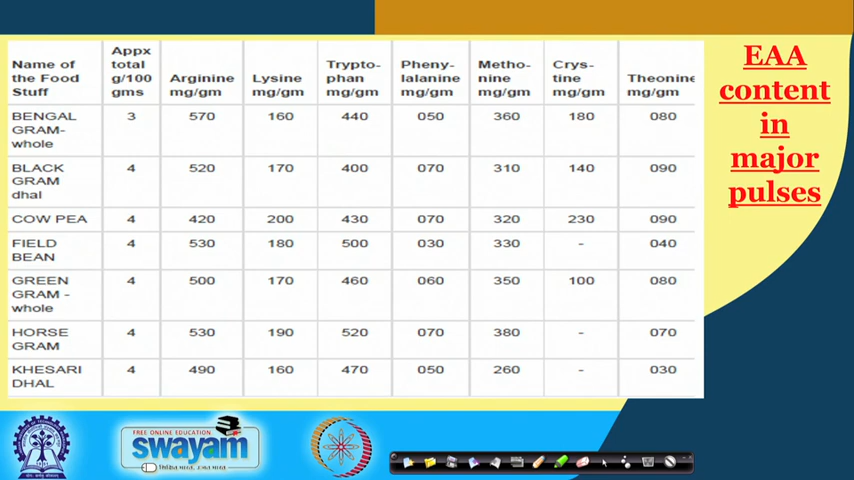 EAA
content
in
major
pulses
Name of the Food Stuff | Appx total g/100 gms | Arginine mg/gm | Lysine mg/gm | Trypto-phan mg/gm | Pheny-lalanine mg/gm | Metho-nine mg/gm | Crys-tine mg/gm | Theonine mg/gm
BENGAL GRAM-whole | 3 | 570 | 160 | 440 | 050 | 360 | 180 | 080
BLACK GRAM dhal | 4 | 520 | 170 | 400 | 070 | 310 | 140 | 090
COW PEA | 4 | 420 | 200 | 430 | 070 | 320 | 230 | 090
FIELD BEAN | 4 | 530 | 180 | 500 | 030 | 330 | - | 040
GREEN GRAM - whole | 4 | 500 | 170 | 460 | 060 | 350 | 100 | 080
HORSE GRAM | 4 | 530 | 190 | 520 | 070 | 380 | - | 070
KHESARI DHAL | 4 | 490 | 160 | 470 | 050 | 260 | - | 030
FREE ONLINE EDUCATION
swayam